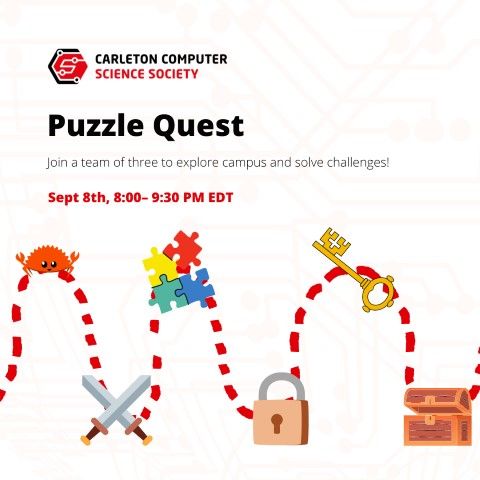 CARLETON COMPUTER
SCIENCE SOCIETY
Puzzle Quest
Join a team of three to explore campus and solve challenges!
Sept 8th, 8:00– 9:30 PM EDT